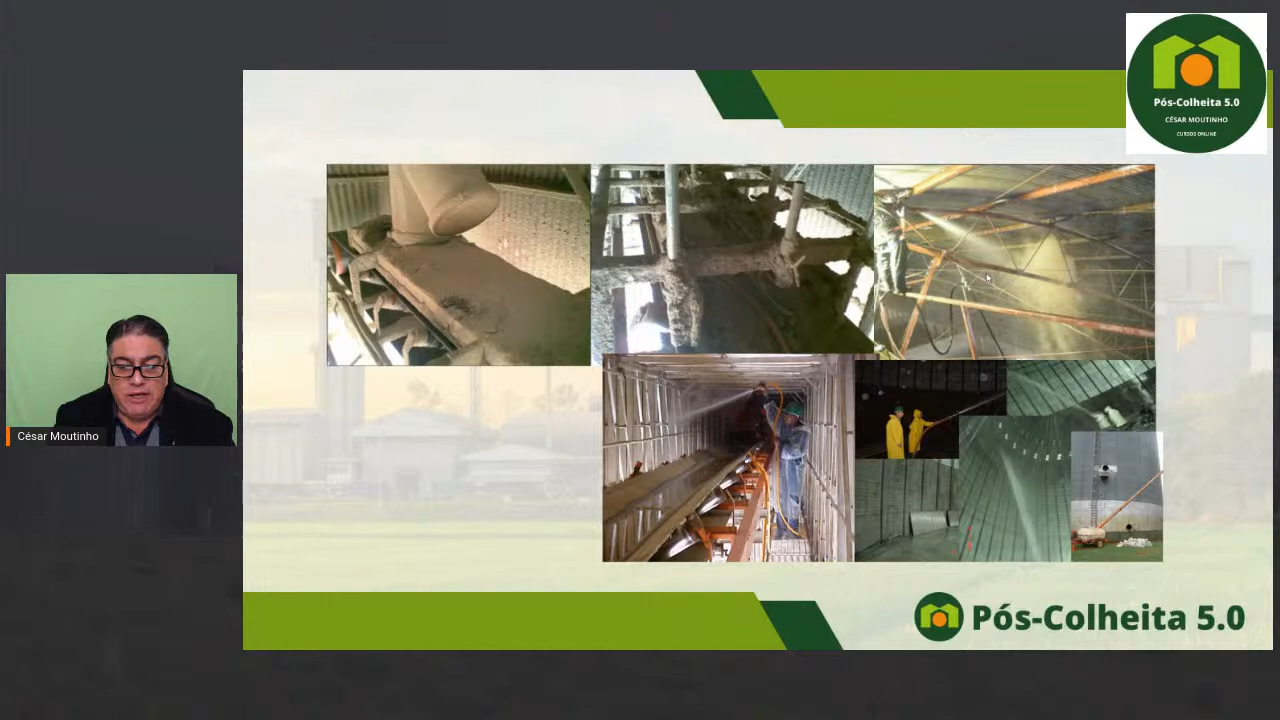 Pós-Colheita 5.0
CÉSAR MOUTINHO
CURSOS ONLINE
César Moutinho
Pós-Colheita 5.0